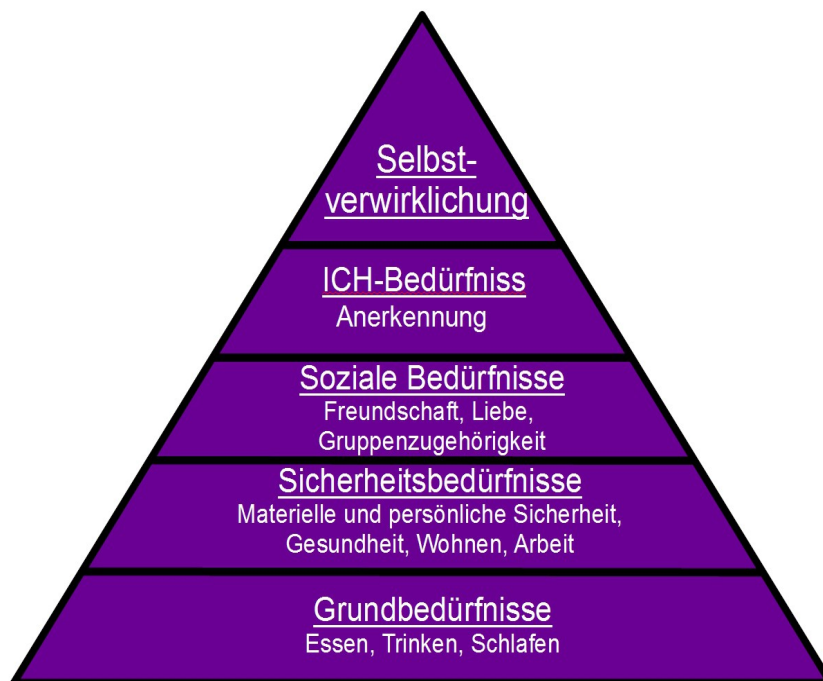 Selbst-
verwirklichung
ICH-Bedürfniss
Anerkennung
Soziale Bedürfnisse
Freundschaft, Liebe,
Gruppenzugehörigkeit
Sicherheitsbedürfnisse
Materielle und persönliche Sicherheit,
Gesundheit, Wohnen, Arbeit
Grundbedürfnisse
Essen, Trinken, Schlafen